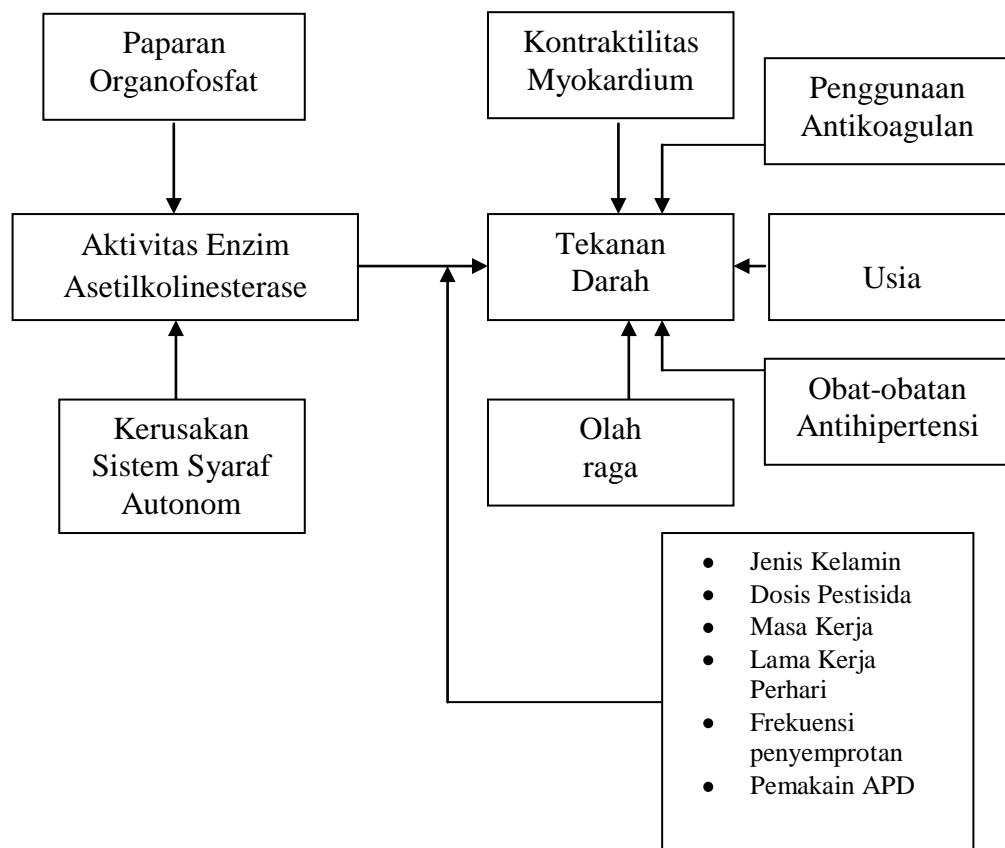 Paparan
Organofosfat
Kontraktilitas
Myokardium
Penggunaan
Antikoagulan
Aktivitas Enzim
Asetilkolinesterase
Tekanan
Darah
Usia
Kerusakan
Sistem Syaraf
Autonom
Olah
raga
Obat-obatan
Antihipertensi
• Jenis Kelamin
• Dosis Pestisida
• Masa Kerja
• Lama Kerja
Perhari
• Frekuensi
penyemprotan
• Pemakain APD